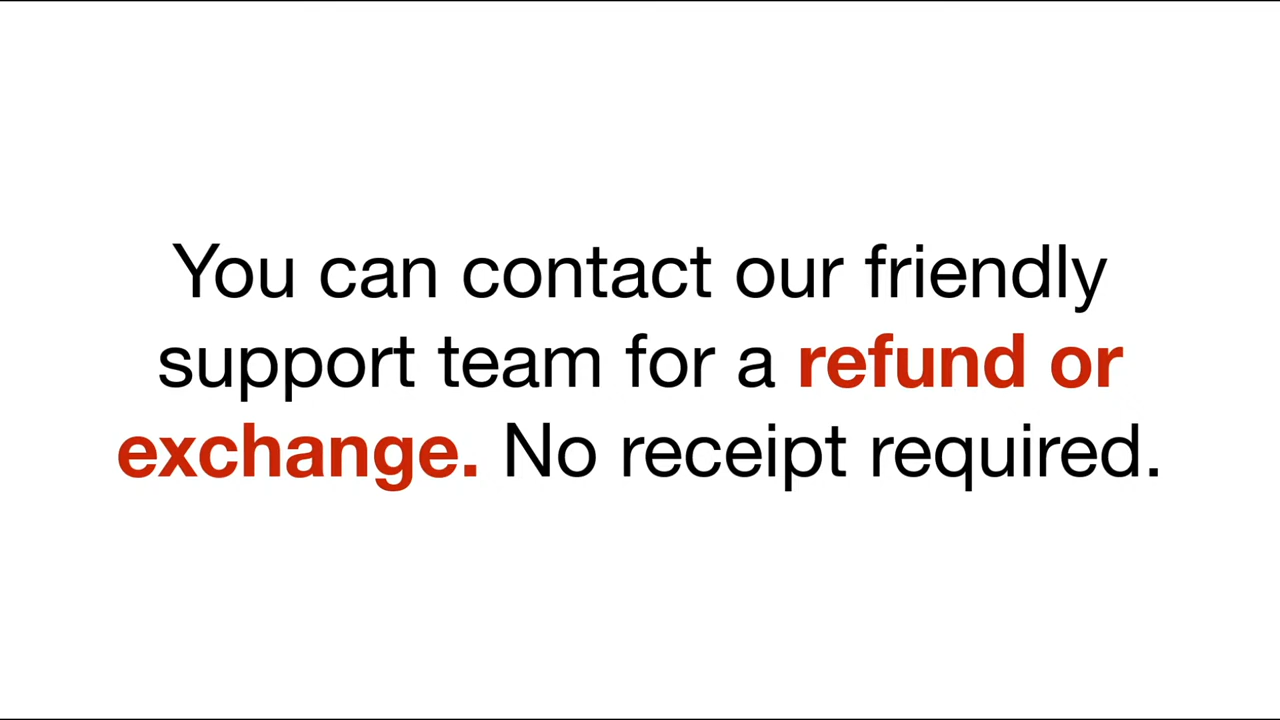 You can contact our friendly
support team for a refund or
exchange. No receipt required.